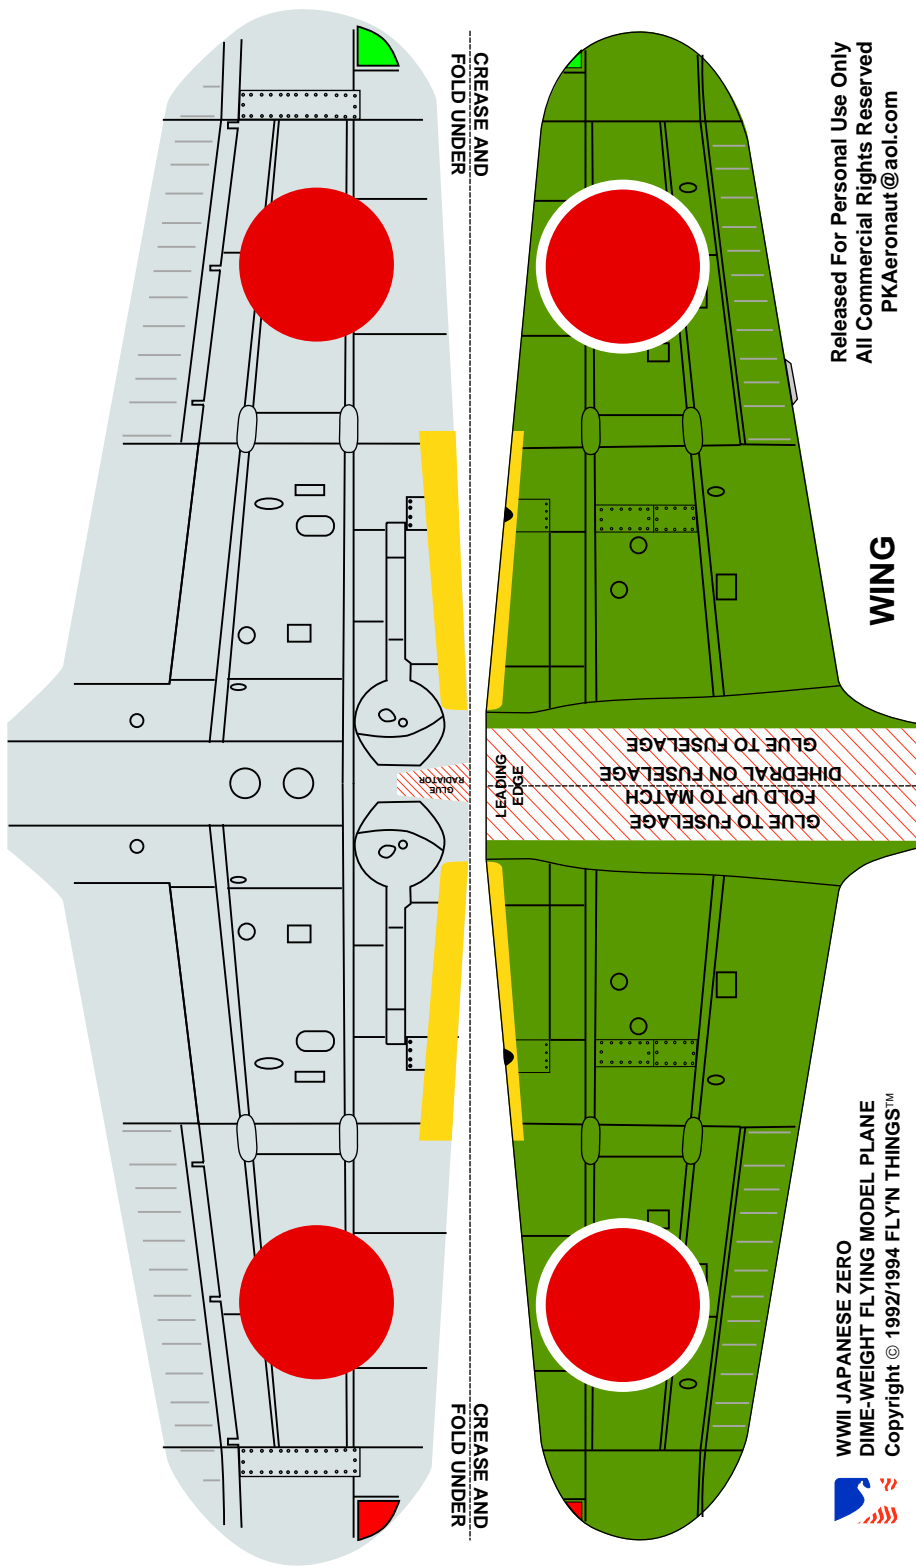 CREASE AND
FOLD UNDER
Released For Personal Use Only
All Commercial Rights Reserved
PKAeronaut@aol.com
WING
GLUE TO FUSELAGE
DIHEDRAL ON FUSELAGE
FOLD UP TO MATCH
GLUE TO FUSELAGE
LEADING
EDGE
GLUE
RADIATOR
CREASE AND
FOLD UNDER
WWII JAPANESE ZERO
DIME-WEIGHT FLYING MODEL PLANE
Copyright © 1992/1994 FLY'N THINGS™